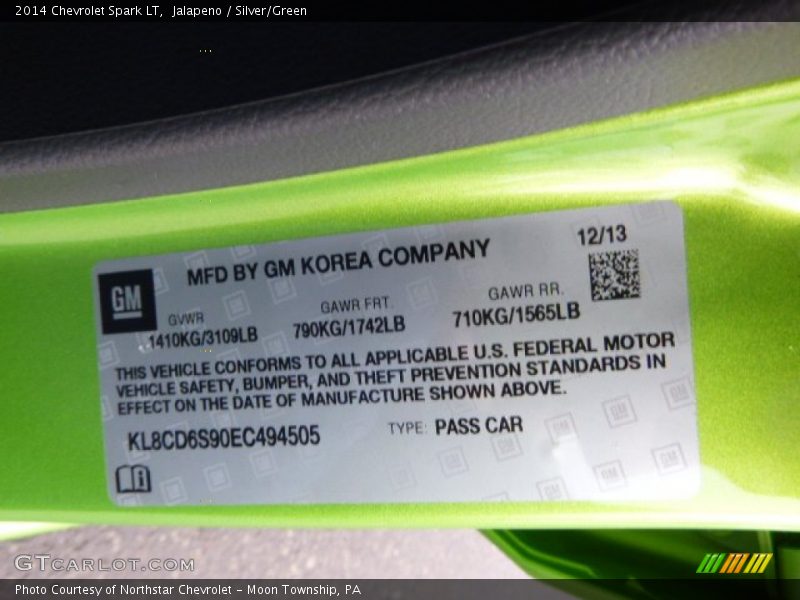 2014 Chevrolet Spark LT, Jalapeno / Silver/Green
MFD BY GM KOREA COMPANY
12/13
GM
GVWR
GAWR FRT.
GAWR RR.
1410KG/3109LB
790KG/1742LB
710KG/1565LB
THIS VEHICLE CONFORMS TO ALL APPLICABLE U.S. FEDERAL MOTOR
VEHICLE SAFETY, BUMPER, AND THEFT PREVENTION STANDARDS IN
EFFECT ON THE DATE OF MANUFACTURE SHOWN ABOVE.
KL8CD6S90EC494505
TYPE: PASS CAR
GTCARLOT.COM
Photo Courtesy of Northstar Chevrolet - Moon Township, PA